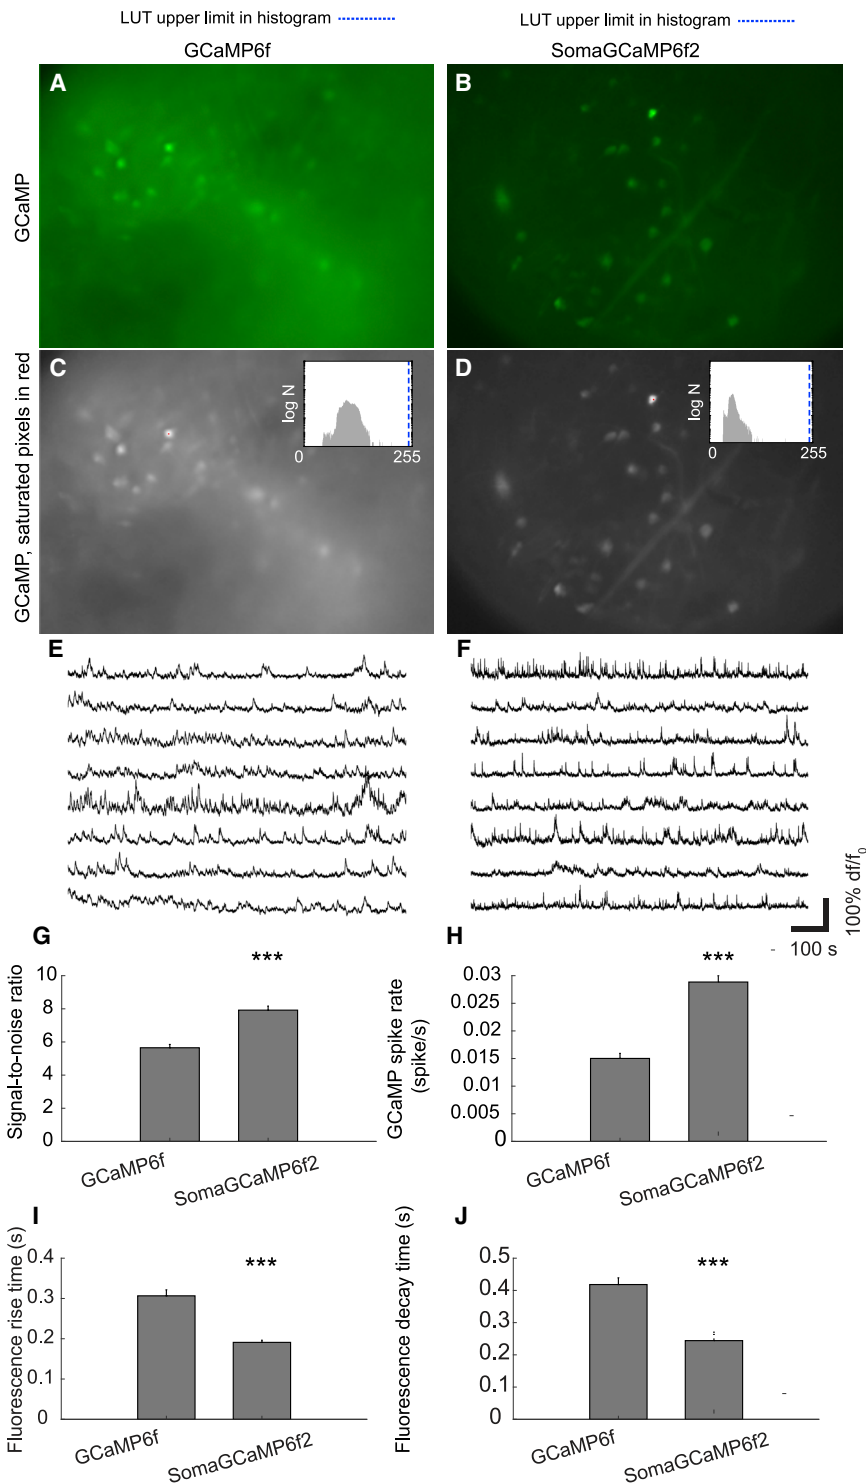 LUT upper limit in histogram
LUT upper limit in histogram
GCaMP6f
SomaGCaMP6f2
A
B
GCaMP
C
D
GCaMP, saturated pixels in red
log N
0
255
log N
0
255
E
F
100% df/f0
100 s
G
H
***
***
Signal-to-noise ratio
10
8
6
4
2
0
GCaMP6f
SomaGCaMP6f2
GCaMP spike rate
(spike/s)
0.03
0.025
0.02
0.015
0.01
0.005
0
GCaMP6f
SomaGCaMP6f2
I
J
***
***
Fluorescence rise time (s)
0.4
0.3
0.2
0.1
0
GCaMP6f
SomaGCaMP6f2
Fluorescence decay time (s)
0.5
0.4
0.3
0.2
0.1
0
GCaMP6f
SomaGCaMP6f2